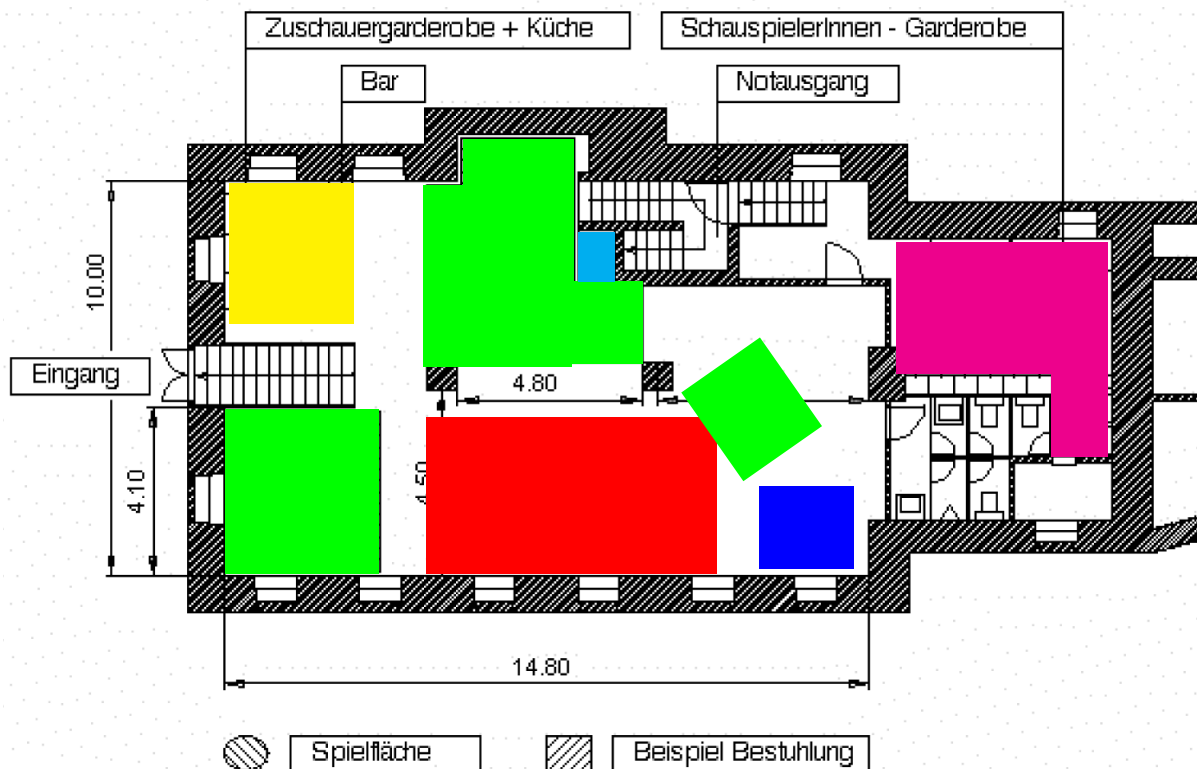 Zuschauergarderobe + Küche
SchauspielerInnen - Garderobe
Bar
Notausgang
10.00
Eingang
4.80
4.10
14.80
Spielfläche
Beispiel Bestuhlung